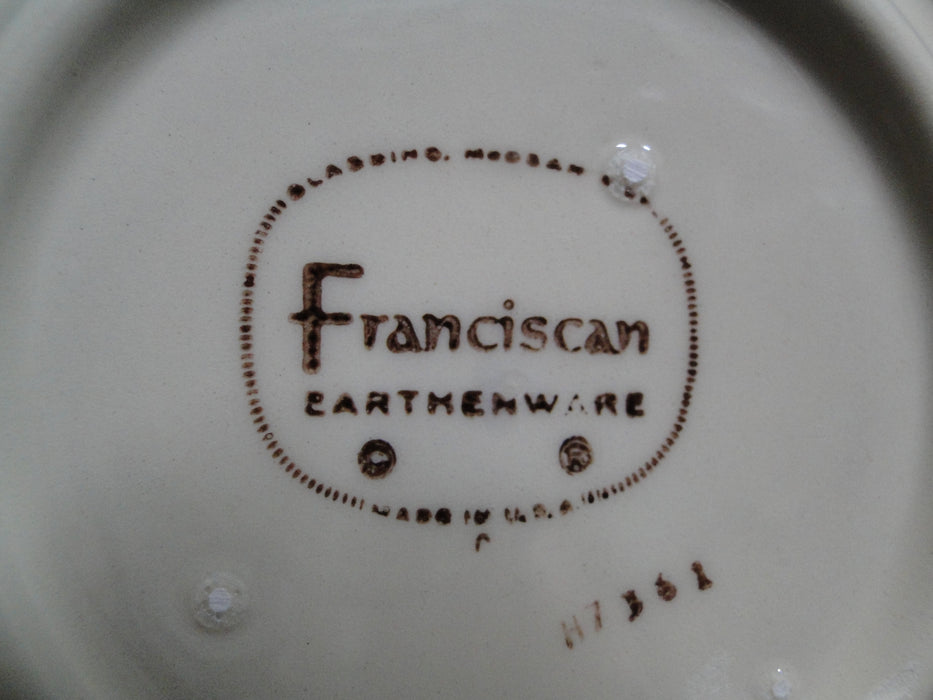 GLADDING, McBEAN
Franciscan
EARTHENWARE
© ®
MADE IN U.S.A.